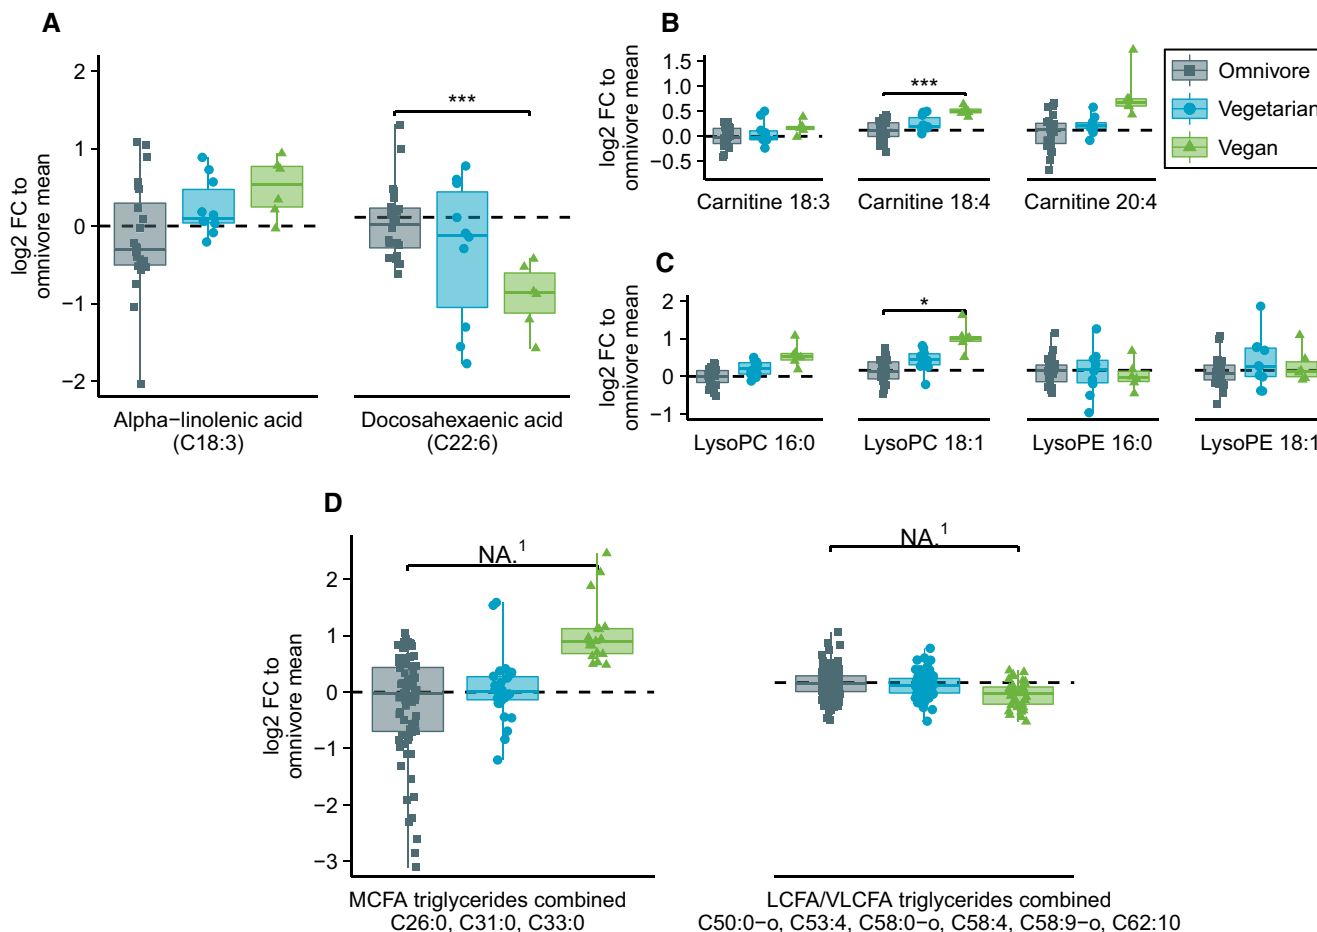 A
log2 FC to
omnivore mean
2
1
0
−1
−2
***
Alpha−linolenic acid
(C18:3)
Docosahexaenic acid
(C22:6)
B
log2 FC to
omnivore mean
1.5
1.0
0.5
0.0
−0.5
***
Carnitine 18:3
Carnitine 18:4
Carnitine 20:4
Omnivore
Vegetarian
Vegan
C
log2 FC to
omnivore mean
2
1
0
−1
*
LysoPC 16:0
LysoPC 18:1
LysoPE 16:0
LysoPE 18:1
D
log2 FC to
omnivore mean
2
1
0
−1
−2
−3
NA.1
NA.1
MCFA triglycerides combined
C26:0, C31:0, C33:0
LCFA/VLCFA triglycerides combined
C50:0−o, C53:4, C58:0−o, C58:4, C58:9−o, C62:10